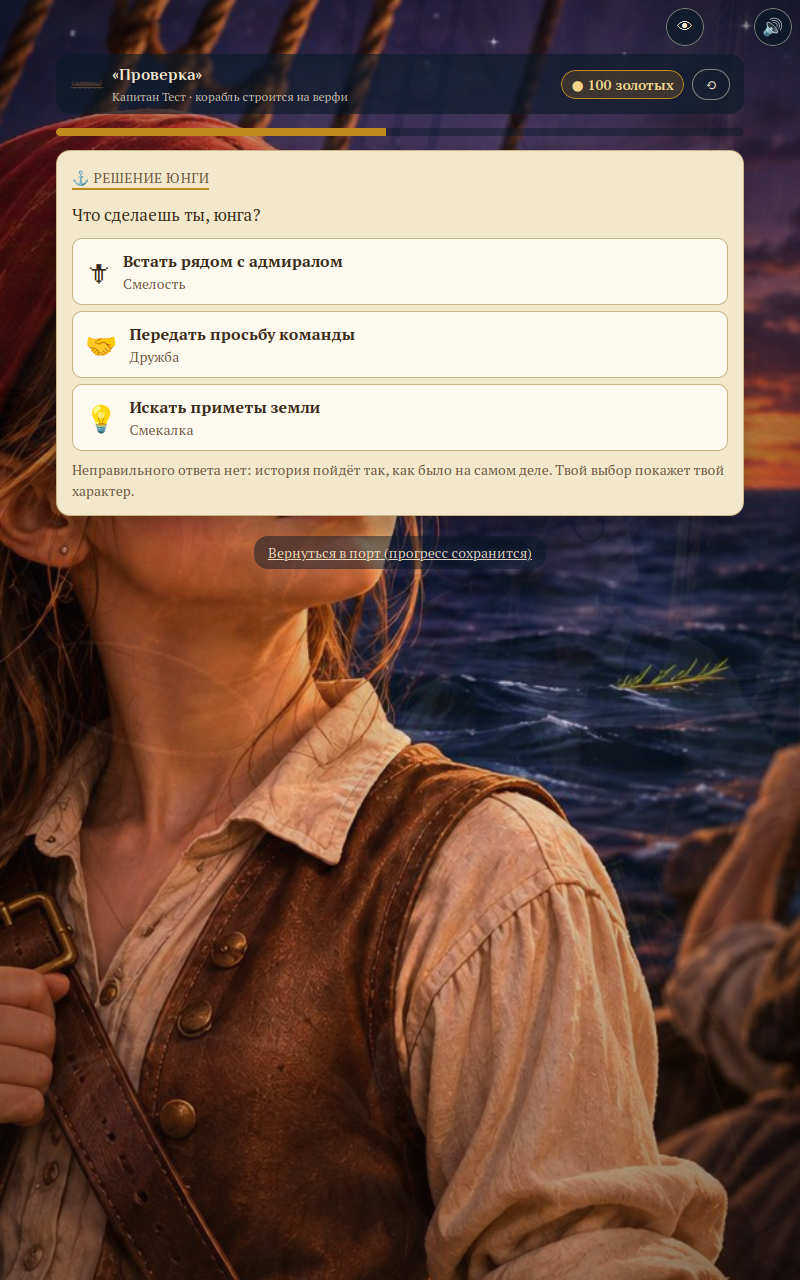 «Проверка»
Капитан Тест · корабль строится на верфи
100 золотых
РЕШЕНИЕ ЮНГИ
Что сделаешь ты, юнга?
Встать рядом с адмиралом
Смелость
Передать просьбу команды
Дружба
Искать приметы земли
Смекалка
Неправильного ответа нет: история пойдёт так, как было на самом деле. Твой выбор покажет твой
характер.
Вернуться в порт (прогресс сохранится)